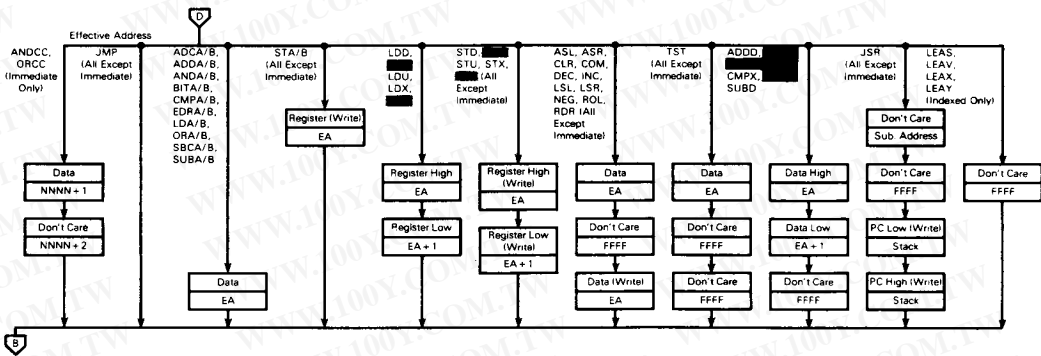 D
Effective Address
ANDCC,
ORCC
(Immediate
Only)
Data
NNNN + 1
Don't Care
NNNN + 2
JMP
(All Except
Immediate)
ADCA/B,
ADDA/B,
ANDA/B,
BITA/B,
CMPA/B,
EDRA/B,
LDA/B,
ORA/B,
SBCA/B,
SUBA/B
Data
EA
STA/B
(All Except
Immediate)
Register (Write)
EA
LDD,
LDU,
LDX,
Register High
EA
Register Low
EA + 1
STD,
STU, STX,
(All
Except
Immediate)
Register High
(Write)
EA
Register Low
(Write)
EA + 1
ASL, ASR,
CLR, COM,
DEC, INC,
LSL, LSR,
NEG, ROL,
RDR (All
Except
Immediate)
Data
EA
Don't Care
FFFF
Data (Write)
EA
TST
(All Except
Immediate)
Data
EA
Don't Care
FFFF
Don't Care
FFFF
ADDD,
CMPX,
SUBD
Data High
EA
Data Low
EA + 1
Don't Care
FFFF
JSR
(All Except
Immediate)
Don't Care
Sub. Address
Don't Care
FFFF
PC Low (Write)
Stack
PC High (Write)
Stack
LEAS,
LEAV,
LEAX,
LEAY
(Indexed Only)
Don't Care
FFFF
B
WWW.100Y.COM.TW